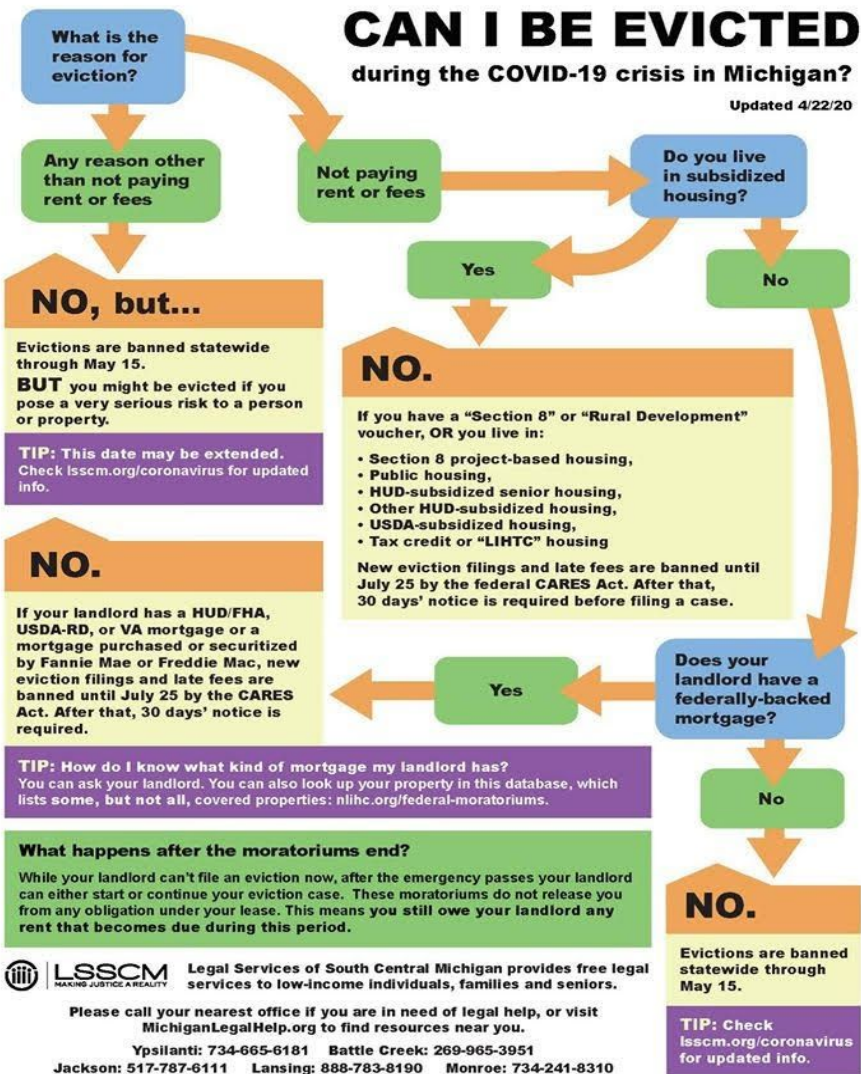 CAN I BE EVICTED
during the COVID-19 crisis in Michigan?
Updated 4/22/20
What is the
reason for
eviction?
Any reason other
than not paying
rent or fees
Not paying
rent or fees
Do you live
in subsidized
housing?
Yes
No
NO, but...
Evictions are banned statewide
through May 15.
BUT you might be evicted if you
pose a very serious risk to a person
or property.
TIP: This date may be extended.
Check lsscm.org/coronavirus for updated
info.
NO.
If you have a “Section 8” or “Rural Development”
voucher, OR you live in:
• Section 8 project-based housing,
• Public housing,
• HUD-subsidized senior housing,
• Other HUD-subsidized housing,
• USDA-subsidized housing,
• Tax credit or “LIHTC” housing
New eviction filings and late fees are banned until
July 25 by the federal CARES Act. After that,
30 days’ notice is required before filing a case.
NO.
If your landlord has a HUD/FHA,
USDA-RD, or VA mortgage or a
mortgage purchased or securitized
by Fannie Mae or Freddie Mac, new
eviction filings and late fees are
banned until July 25 by the CARES
Act. After that, 30 days’ notice is
required.
Yes
Does your
landlord have a
federally-backed
mortgage?
TIP: How do I know what kind of mortgage my landlord has?
You can ask your landlord. You can also look up your property in this database, which
lists some, but not all, covered properties: nlihc.org/federal-moratoriums.
No
What happens after the moratoriums end?
While your landlord can't file an eviction now, after the emergency passes your landlord
can either start or continue your eviction case. These moratoriums do not release you
from any obligation under your lease. This means you still owe your landlord any
rent that becomes due during this period.
NO.
Evictions are banned
statewide through
May 15.
TIP: Check
lsscm.org/coronavirus
for updated info.
LSSCM
MAKING JUSTICE A REALITY
Legal Services of South Central Michigan provides free legal
services to low-income individuals, families and seniors.
Please call your nearest office if you are in need of legal help, or visit
MichiganLegalHelp.org to find resources near you.
Ypsilanti: 734-665-6181 Battle Creek: 269-965-3951
Jackson: 517-787-6111 Lansing: 888-783-8190 Monroe: 734-241-8310